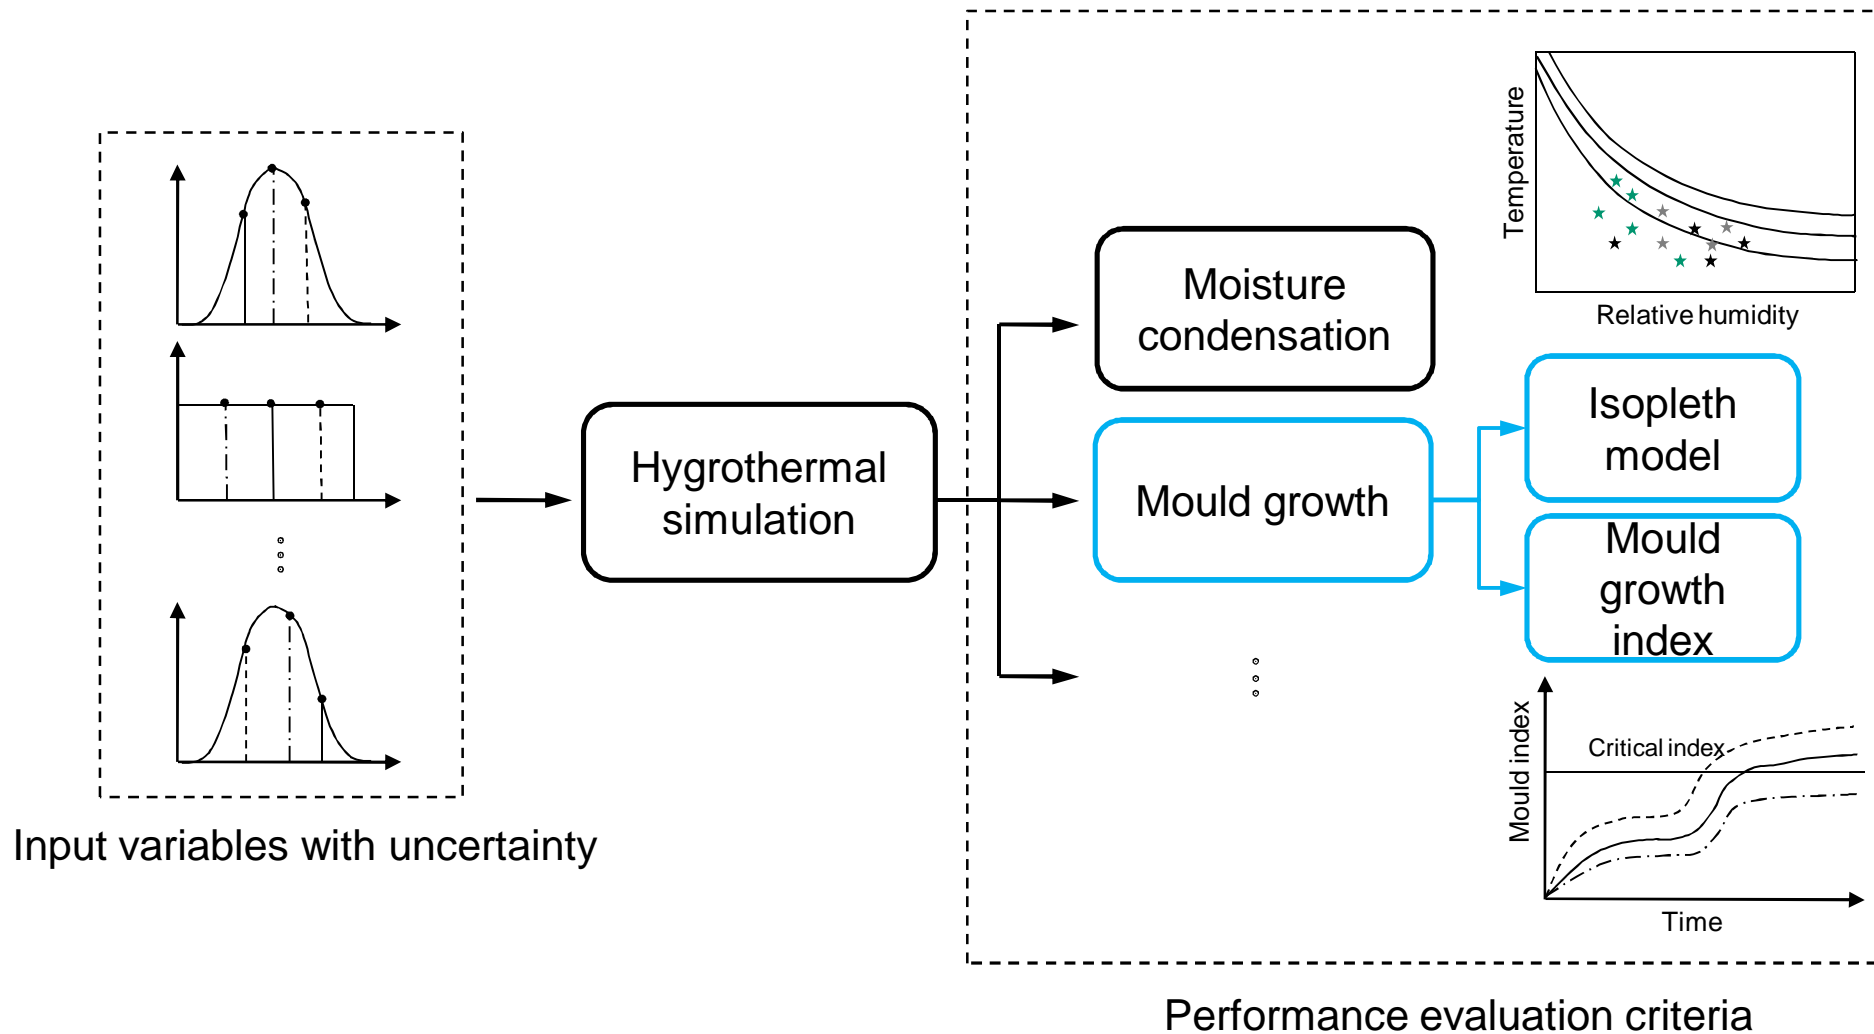 Input variables with uncertainty
Hygrothermal
simulation
Moisture
condensation
Mould growth
Temperature
Relative humidity
Isopleth
model
Mould
growth
index
Mould index
Critical index
Time
Performance evaluation criteria